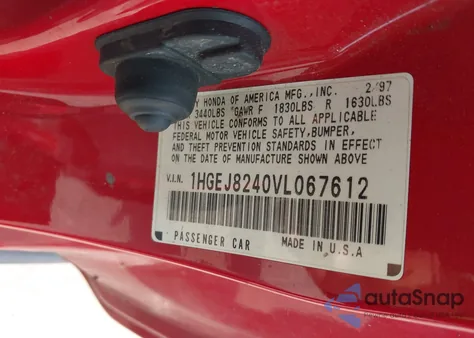 Y HONDA OF AMERICA MFG., INC. 2/97
3440LBS GAWR F 1830LBS R 1630LBS
THIS VEHICLE CONFORMS TO ALL APPLICABLE
FEDERAL MOTOR VEHICLE SAFETY, BUMPER,
AND THEFT PREVENTION STANDARDS IN EFFECT
ON THE DATE OF MANUFACTURE SHOWN ABOVE
V.I.N. 1HGEJ8240VL067612
PASSENGER CAR MADE IN U.S.A
autoSnap